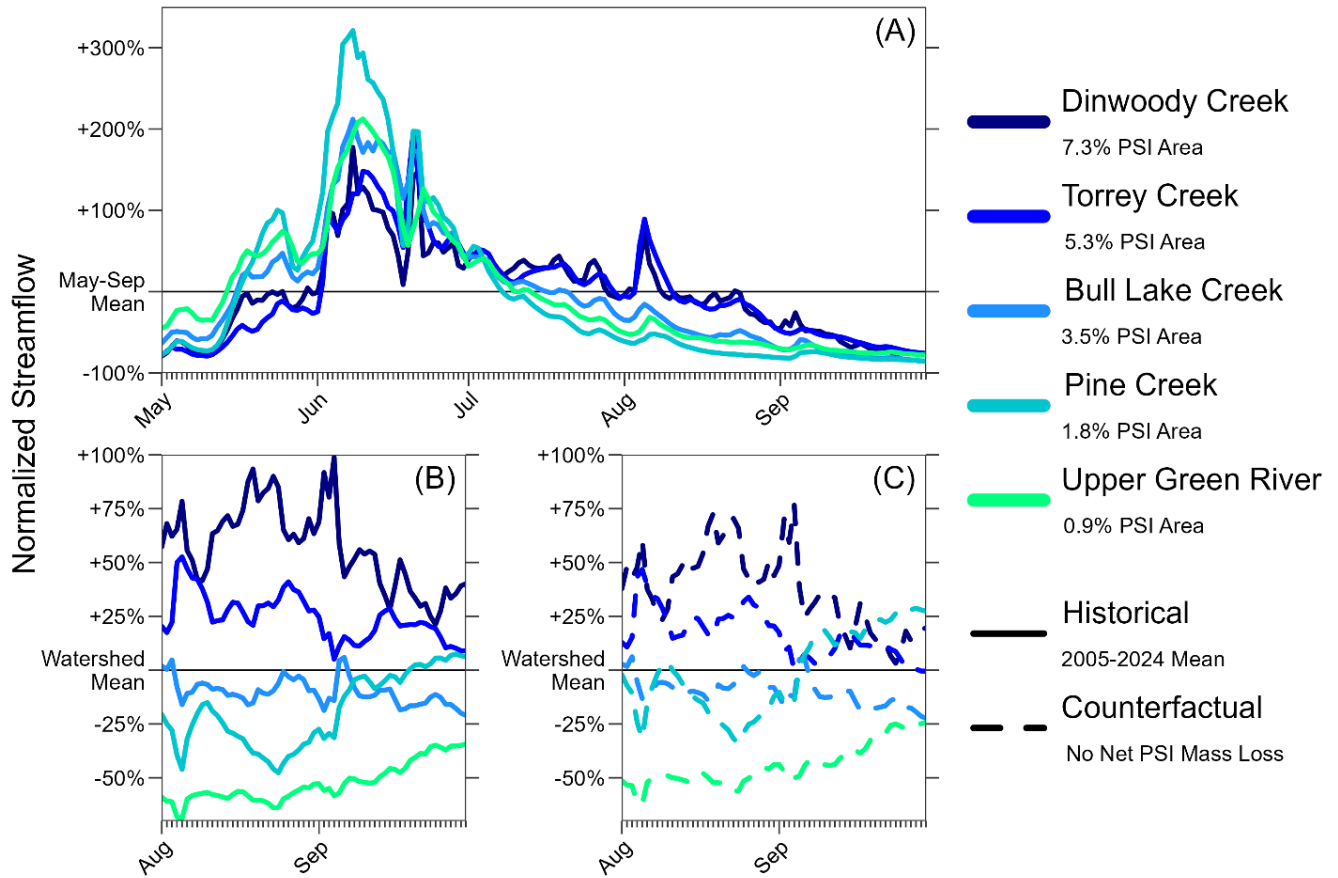 Normalized Streamflow
(A)
+300%
+200%
+100%
May-Sep
Mean
-100%
May
Jun
Jul
Aug
Sep
(B)
+100%
+75%
+50%
+25%
Watershed
Mean
-25%
-50%
Aug
Sep
(C)
+100%
+75%
+50%
+25%
Watershed
Mean
-25%
-50%
Aug
Sep
Dinwoody Creek
7.3% PSI Area
Torrey Creek
5.3% PSI Area
Bull Lake Creek
3.5% PSI Area
Pine Creek
1.8% PSI Area
Upper Green River
0.9% PSI Area
Historical
2005-2024 Mean
Counterfactual
No Net PSI Mass Loss